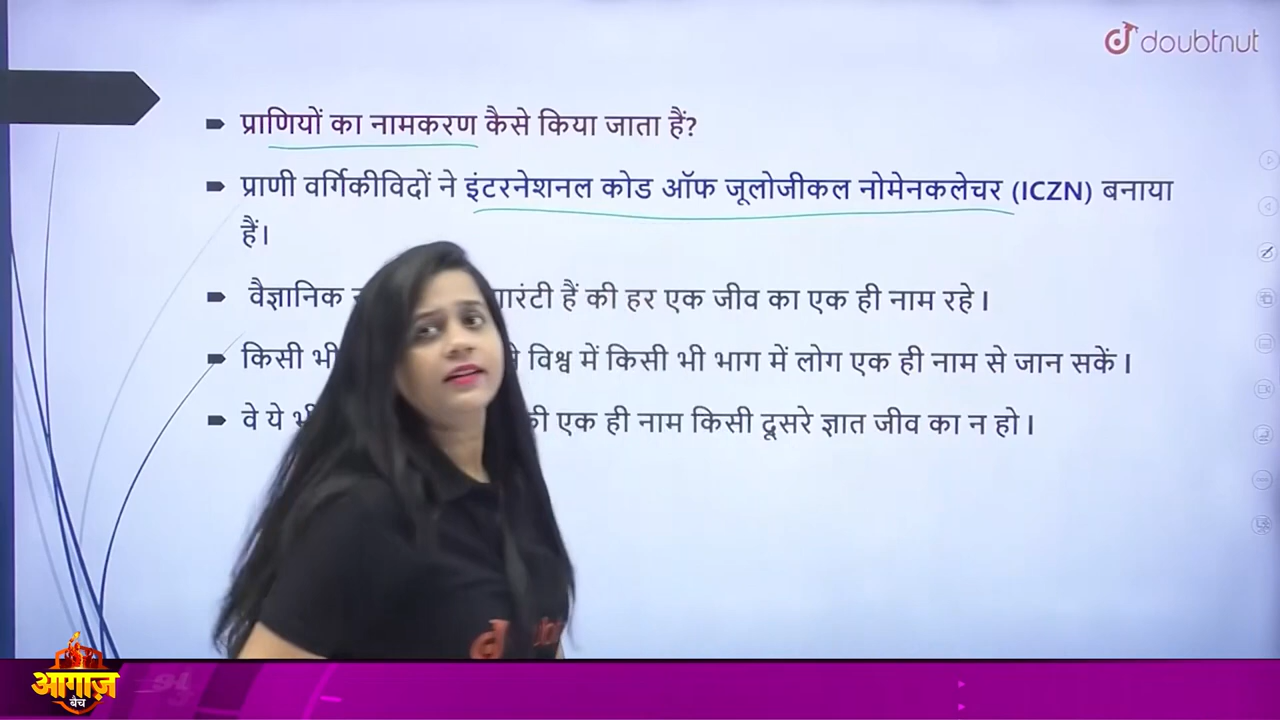 doubtnut
प्राणियों का नामकरण कैसे किया जाता हैं?
प्राणी वर्गिकीविदों ने इंटरनेशनल कोड ऑफ जूलोजीकल नोमेनकलेचर (ICZN) बनाया
हैं।
वैज्ञानिक गारंटी हैं की हर एक जीव का एक ही नाम रहे ।
किसी भी विश्व में किसी भी भाग में लोग एक ही नाम से जान सकें ।
वे ये की एक ही नाम किसी दूसरे ज्ञात जीव का न हो ।
आगाज़
बैच